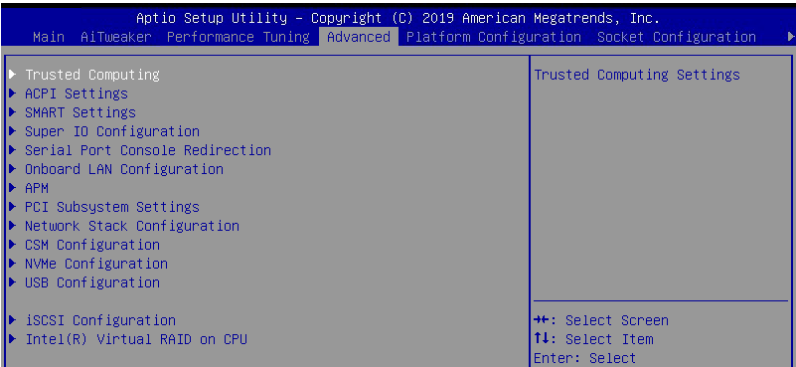 Aptio Setup Utility – Copyright (C) 2019 American Megatrends, Inc.
Main AiTweaker Performance Tuning Advanced Platform Configuration Socket Configuration ▶
▶ Trusted Computing
▶ ACPI Settings
▶ SMART Settings
▶ Super IO Configuration
▶ Serial Port Console Redirection
▶ Onboard LAN Configuration
▶ APM
▶ PCI Subsystem Settings
▶ Network Stack Configuration
▶ CSM Configuration
▶ NVMe Configuration
▶ USB Configuration
▶ iSCSI Configuration
▶ Intel(R) Virtual RAID on CPU
Trusted Computing Settings
→←: Select Screen
↑↓: Select Item
Enter: Select